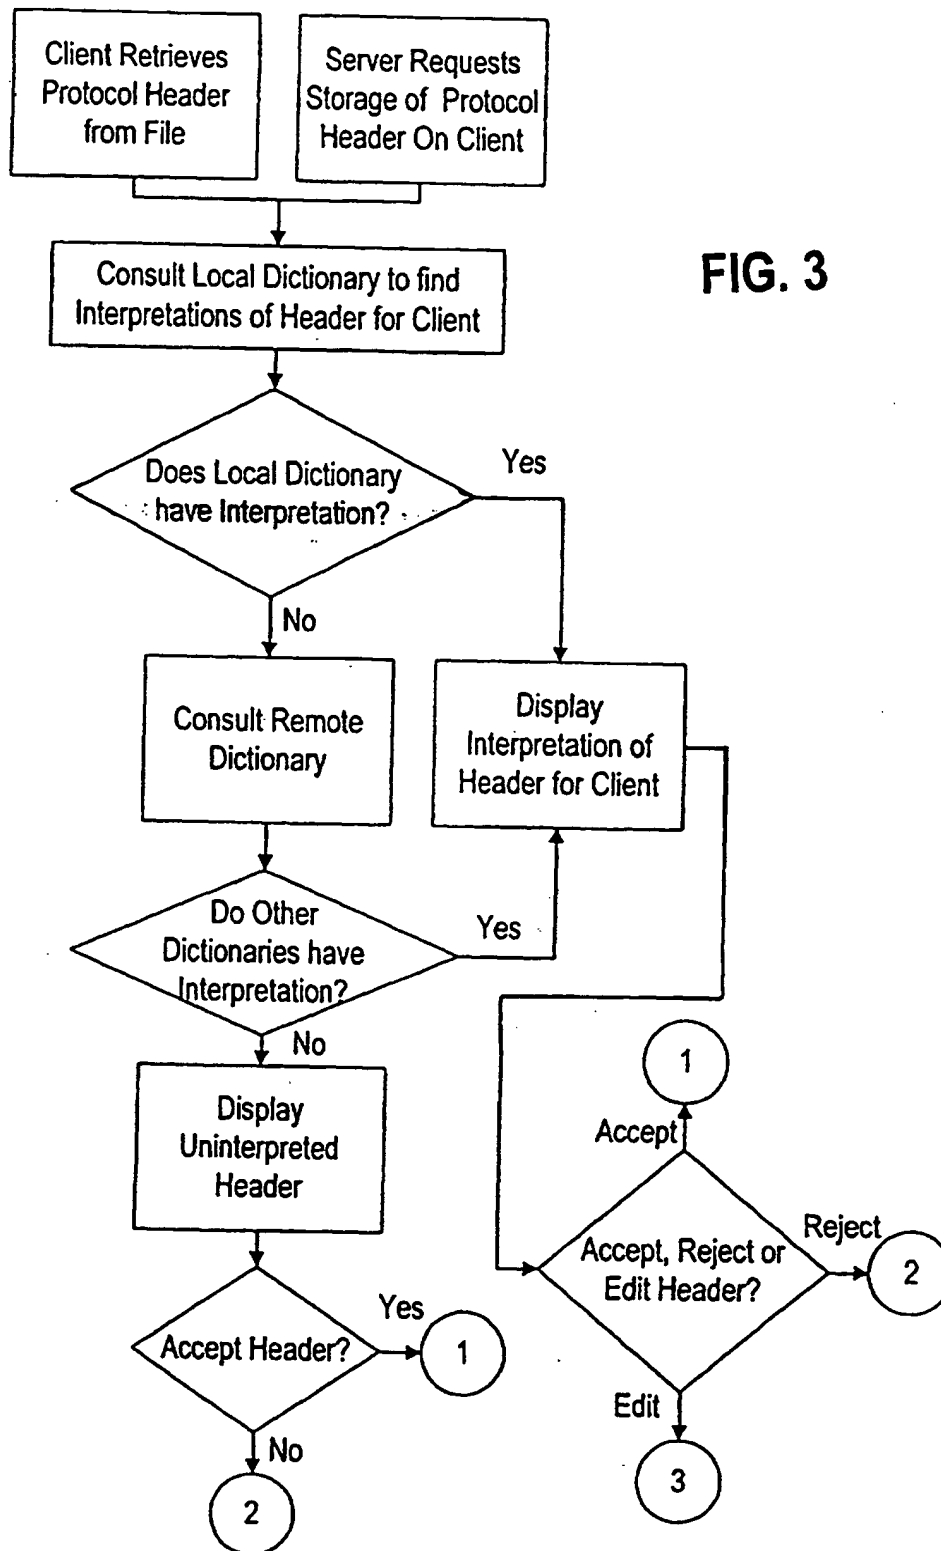 Client Retrieves
Protocol Header
from File
Server Requests
Storage of Protocol
Header On Client
FIG. 3
Consult Local Dictionary to find
Interpretations of Header for Client
Does Local Dictionary
have Interpretation?
Yes
No
Consult Remote
Dictionary
Display
Interpretation of
Header for Client
Do Other
Dictionaries have
Interpretation?
Yes
No
Display
Uninterpreted
Header
1
Accept
Accept, Reject or
Edit Header?
Reject
2
Edit
3
Accept Header?
Yes
1
No
2